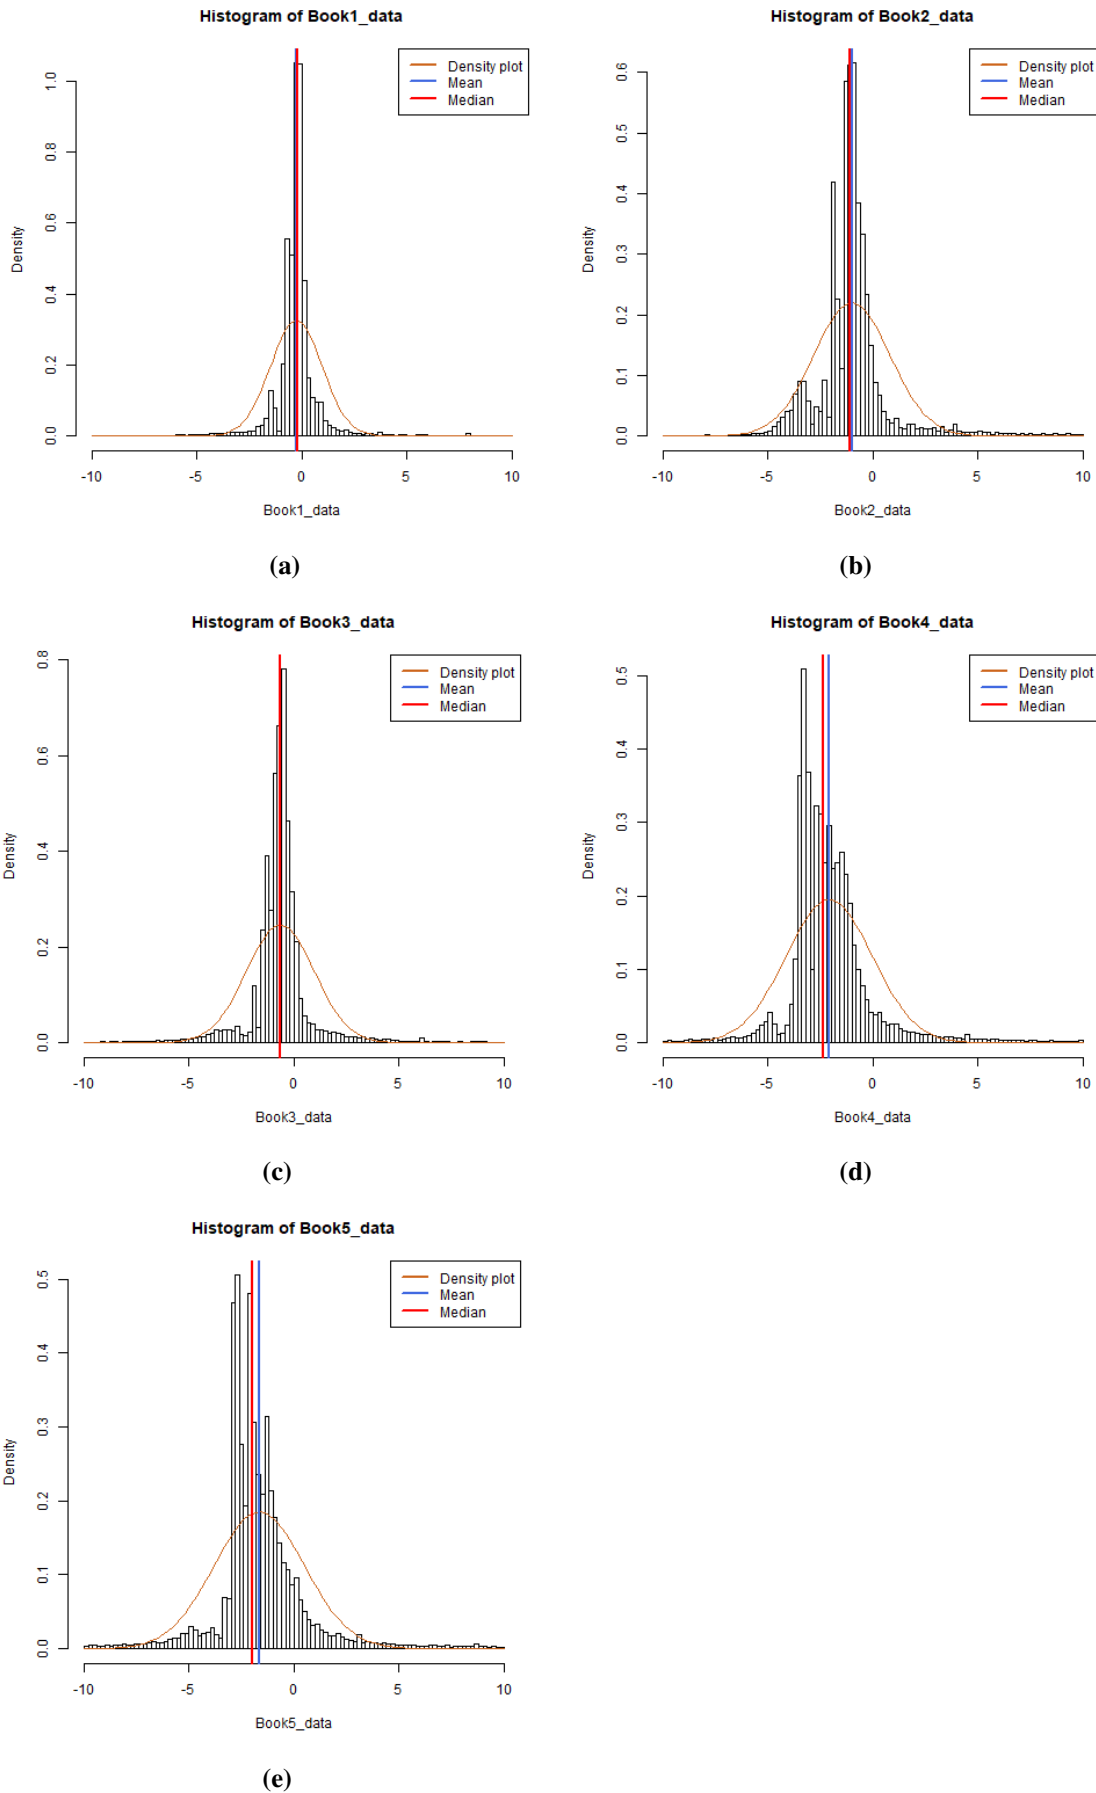 Histogram of Book1_data
Density plot
Mean
Median
Density
0.0
0.2
0.4
0.6
0.8
1.0
-10
-5
0
5
10
Book1_data
(a)
Histogram of Book2_data
Density plot
Mean
Median
Density
0.0
0.1
0.2
0.3
0.4
0.5
0.6
-10
-5
0
5
10
Book2_data
(b)
Histogram of Book3_data
Density plot
Mean
Median
Density
0.0
0.2
0.4
0.6
0.8
-10
-5
0
5
10
Book3_data
(c)
Histogram of Book4_data
Density plot
Mean
Median
Density
0.0
0.1
0.2
0.3
0.4
0.5
-10
-5
0
5
10
Book4_data
(d)
Histogram of Book5_data
Density plot
Mean
Median
Density
0.0
0.1
0.2
0.3
0.4
0.5
-10
-5
0
5
10
Book5_data
(e)